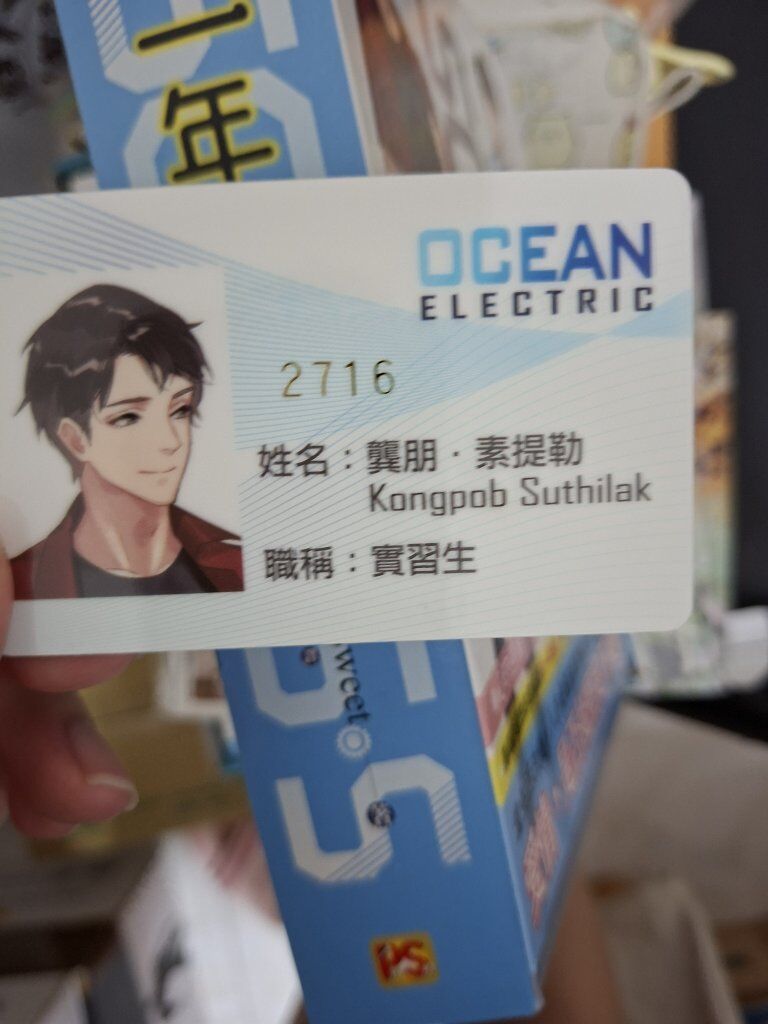 一年
OCEAN
ELECTRIC
2716
姓名：龔朋．素提勒
Kongpob Suthilak
職稱：實習生
S